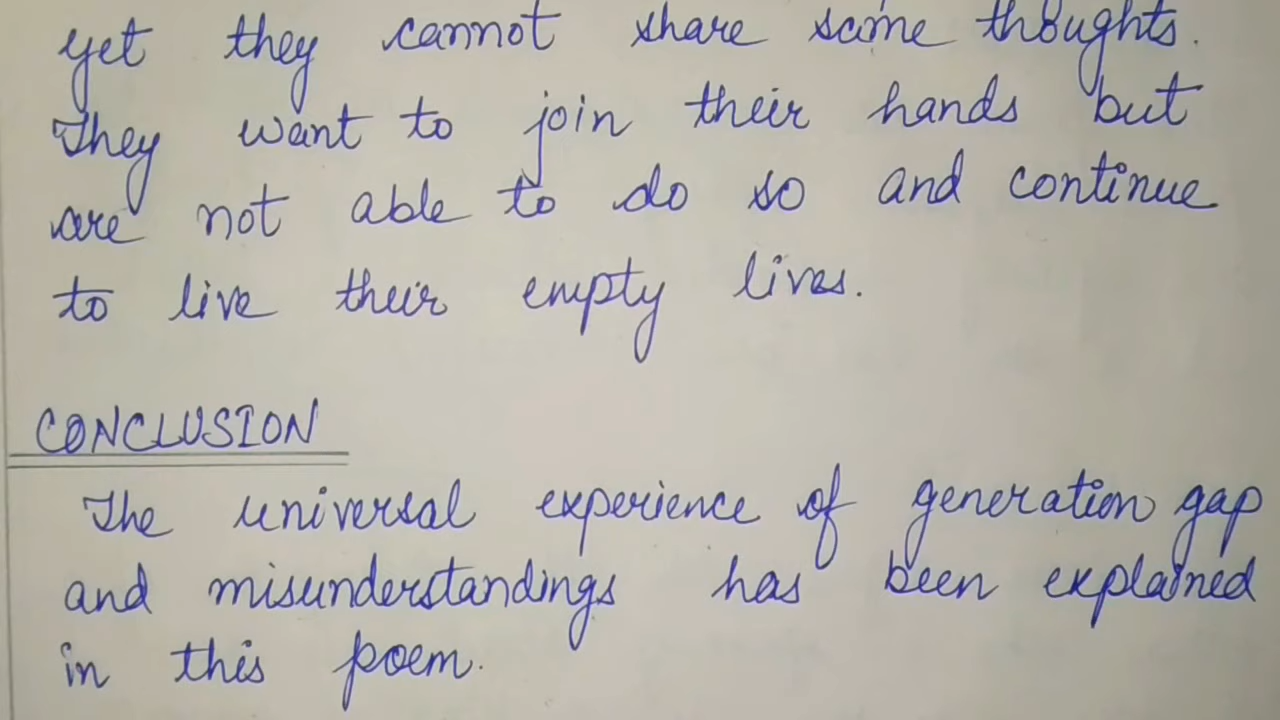 yet they cannot share same thoughts.
They want to join their hands but
are not able to do so and continue
to live their empty lives.
CONCLUSION
The universal experience of generation gap
and misunderstandings has been explained
in this poem.